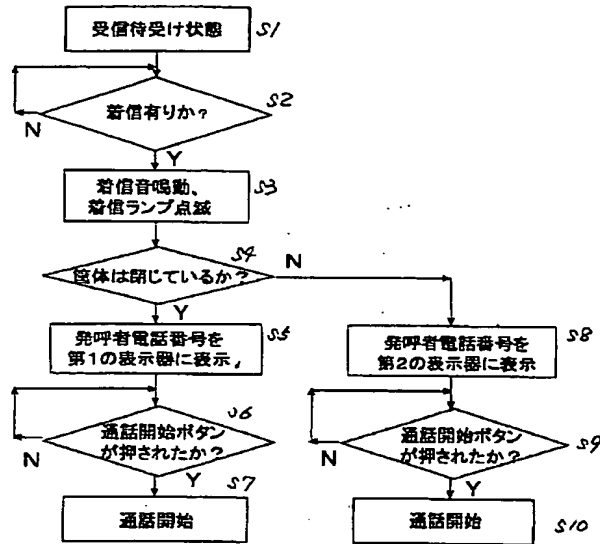 受信待受け状態
S1
着信有りか?
S2
N
Y
着信音鳴動、
着信ランプ点滅
S3
筐体は閉じているか?
S4
N
Y
発呼者電話番号を
第1の表示器に表示
S5
発呼者電話番号を
第2の表示器に表示
S8
通話開始ボタン
が押されたか?
S6
N
Y
通話開始ボタン
が押されたか?
S9
N
Y
通話開始
S7
通話開始
S10